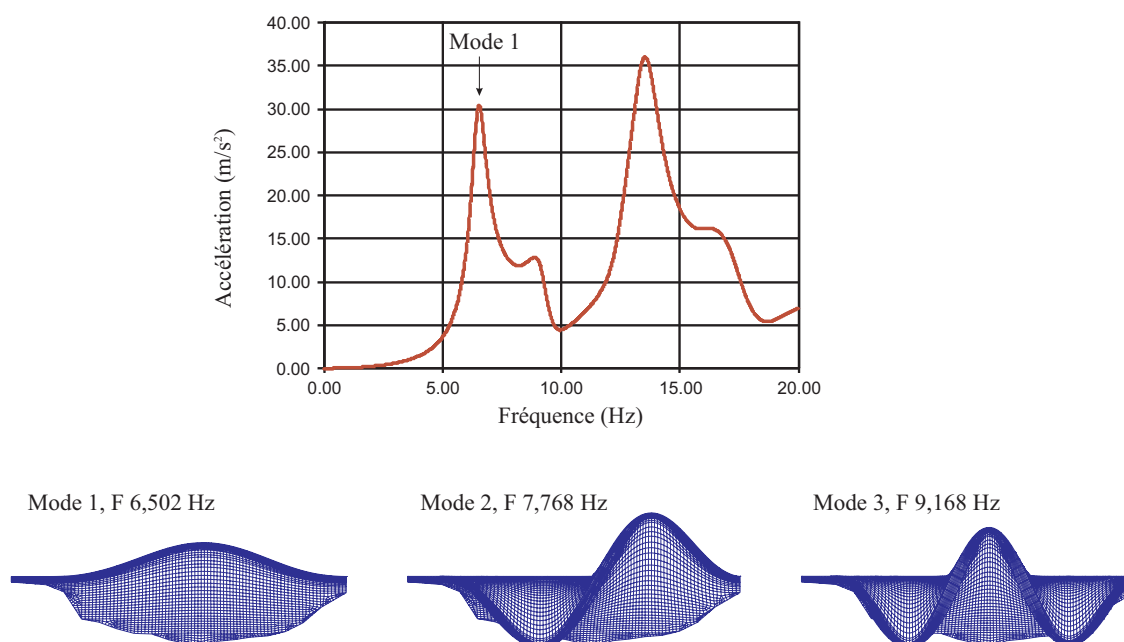 40.00
Mode 1
35.00
30.00
25.00
20.00
15.00
10.00
5.00
0.00
Accélération (m/s²)
0.00 5.00 10.00 15.00 20.00
Fréquence (Hz)
Mode 1, F 6,502 Hz
Mode 2, F 7,768 Hz
Mode 3, F 9,168 Hz